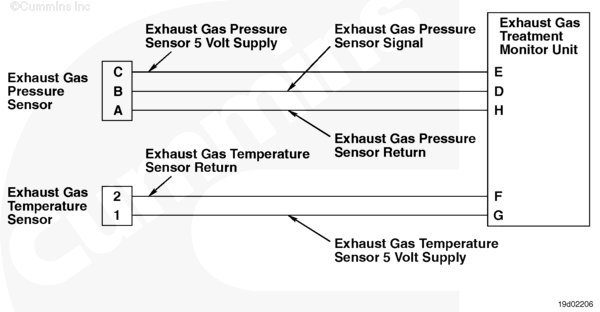 ©Cummins Inc
Exhaust Gas Pressure
Sensor 5 Volt Supply
Exhaust Gas Pressure
Sensor Signal
Exhaust Gas
Treatment
Monitor Unit
Exhaust Gas
Pressure
Sensor
C
B
A
E
D
H
Exhaust Gas Pressure
Sensor Return
Exhaust Gas Temperature
Sensor Return
Exhaust Gas
Temperature
Sensor
2
1
F
G
Exhaust Gas Temperature
Sensor 5 Volt Supply
19d02206
Cummins